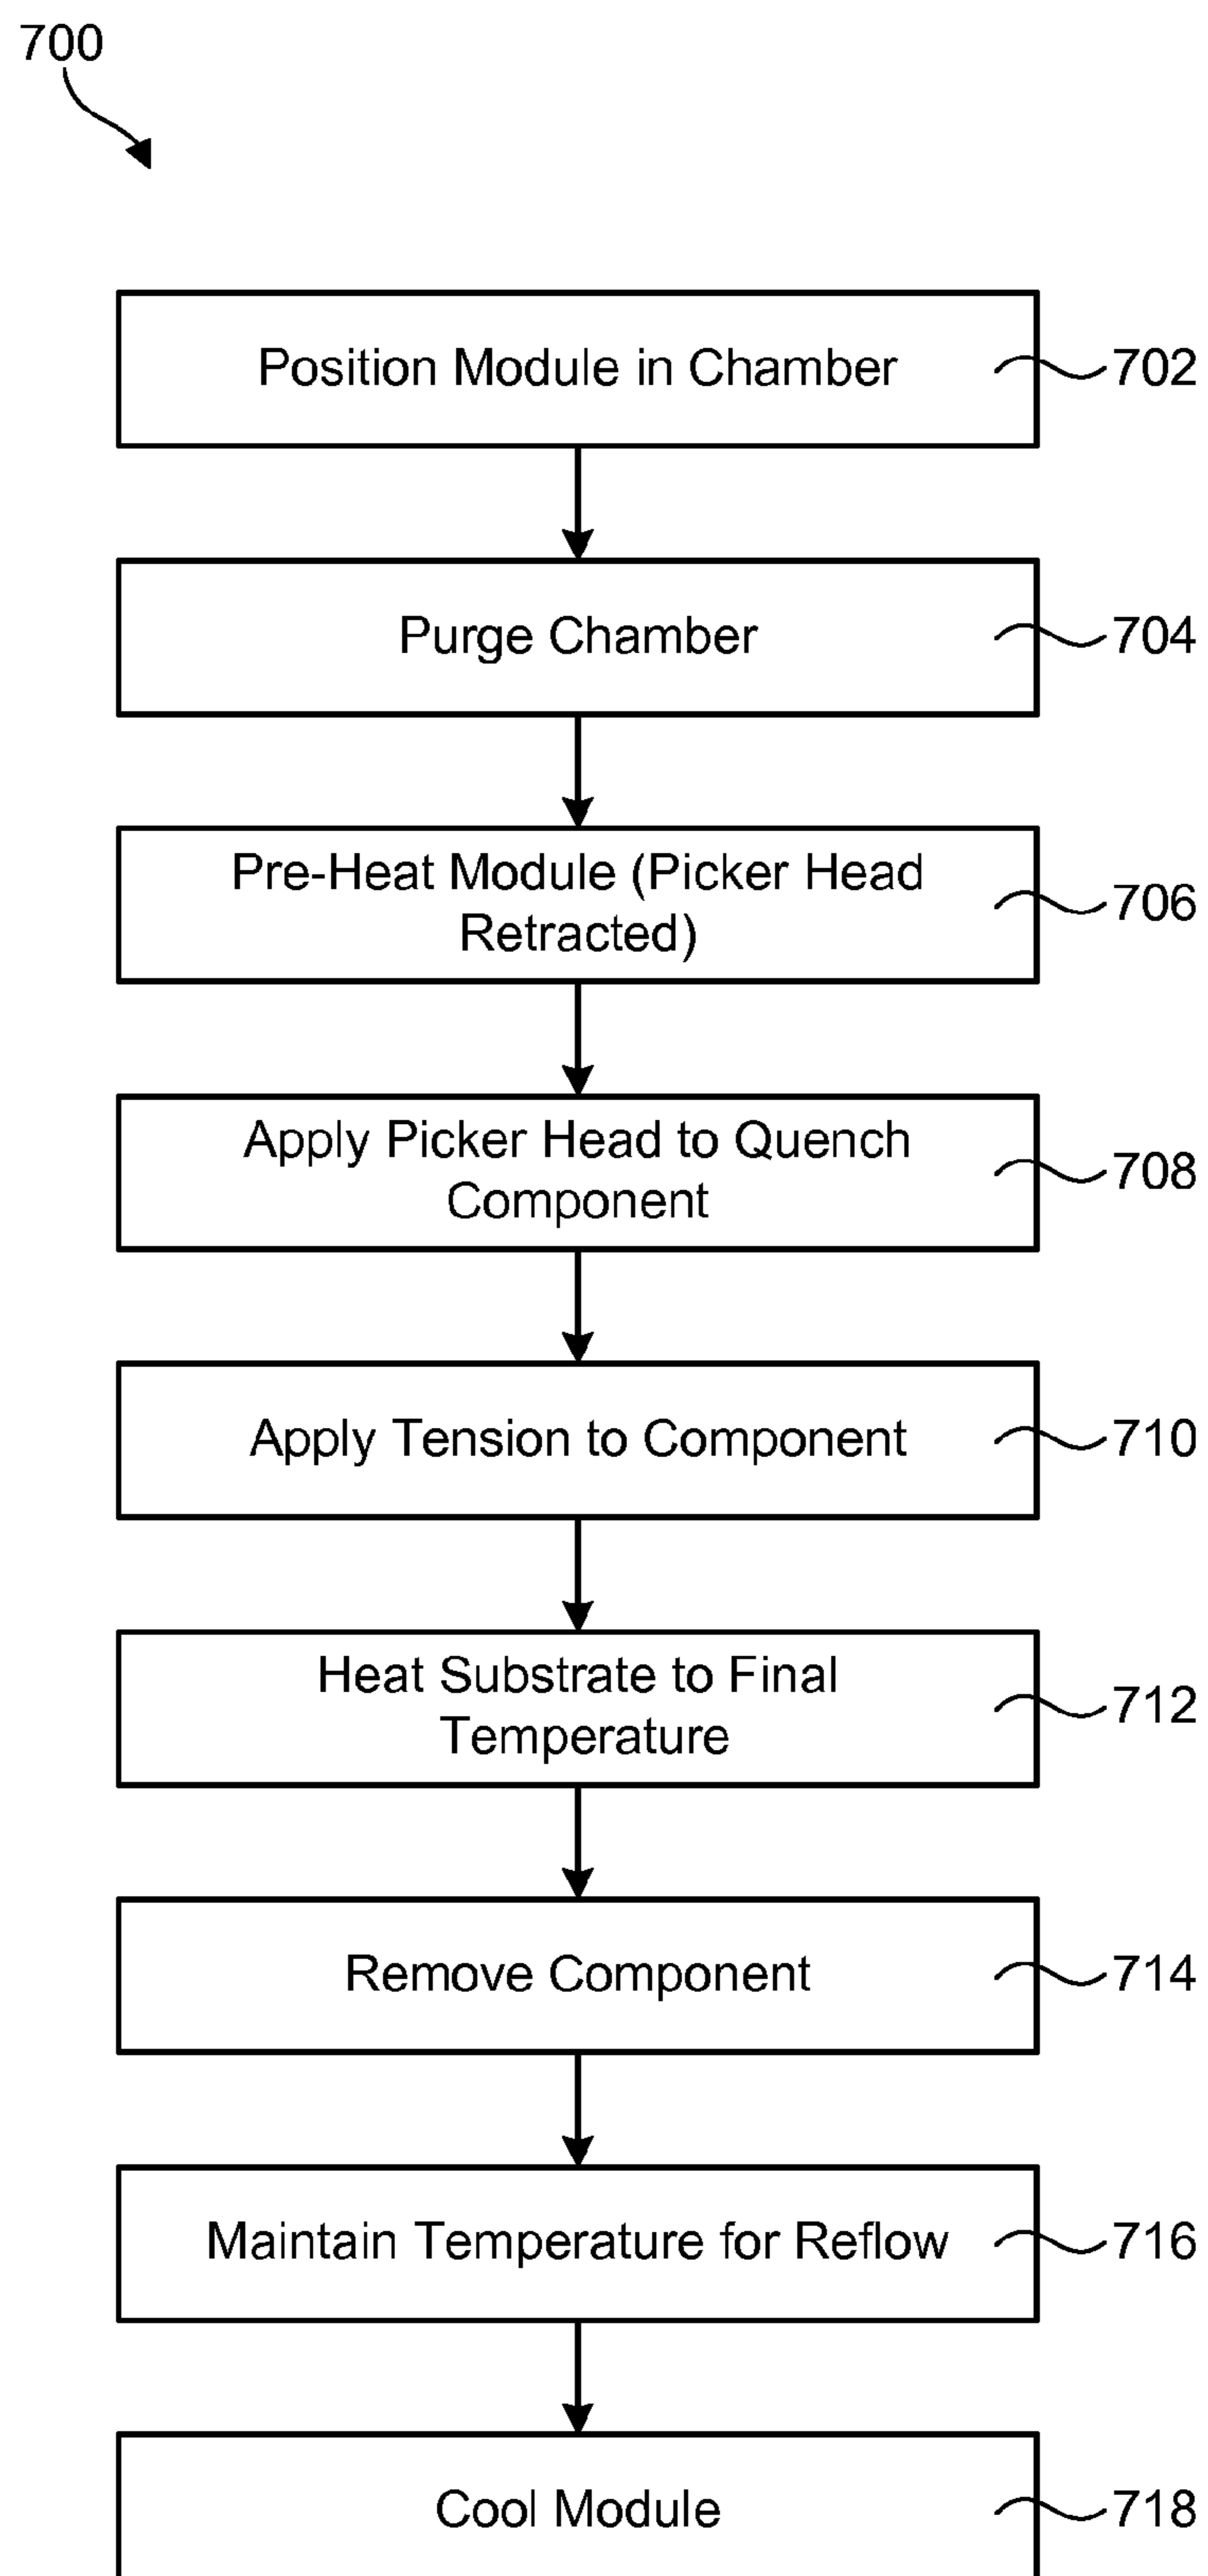 700
Position Module in Chamber
702
Purge Chamber
704
Pre-Heat Module (Picker Head
Retracted)
706
Apply Picker Head to Quench
Component
708
Apply Tension to Component
710
Heat Substrate to Final
Temperature
712
Remove Component
714
Maintain Temperature for Reflow
716
Cool Module
718